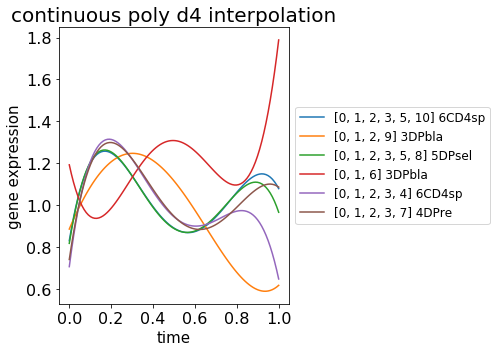 continuous poly d4 interpolation
gene expression
1.8
1.6
1.4
1.2
1.0
0.8
0.6
0.0 0.2 0.4 0.6 0.8 1.0
time
[0, 1, 2, 3, 5, 10] 6CD4sp
[0, 1, 2, 9] 3DPbla
[0, 1, 2, 3, 5, 8] 5DPsel
[0, 1, 6] 3DPbla
[0, 1, 2, 3, 4] 6CD4sp
[0, 1, 2, 3, 7] 4DPre